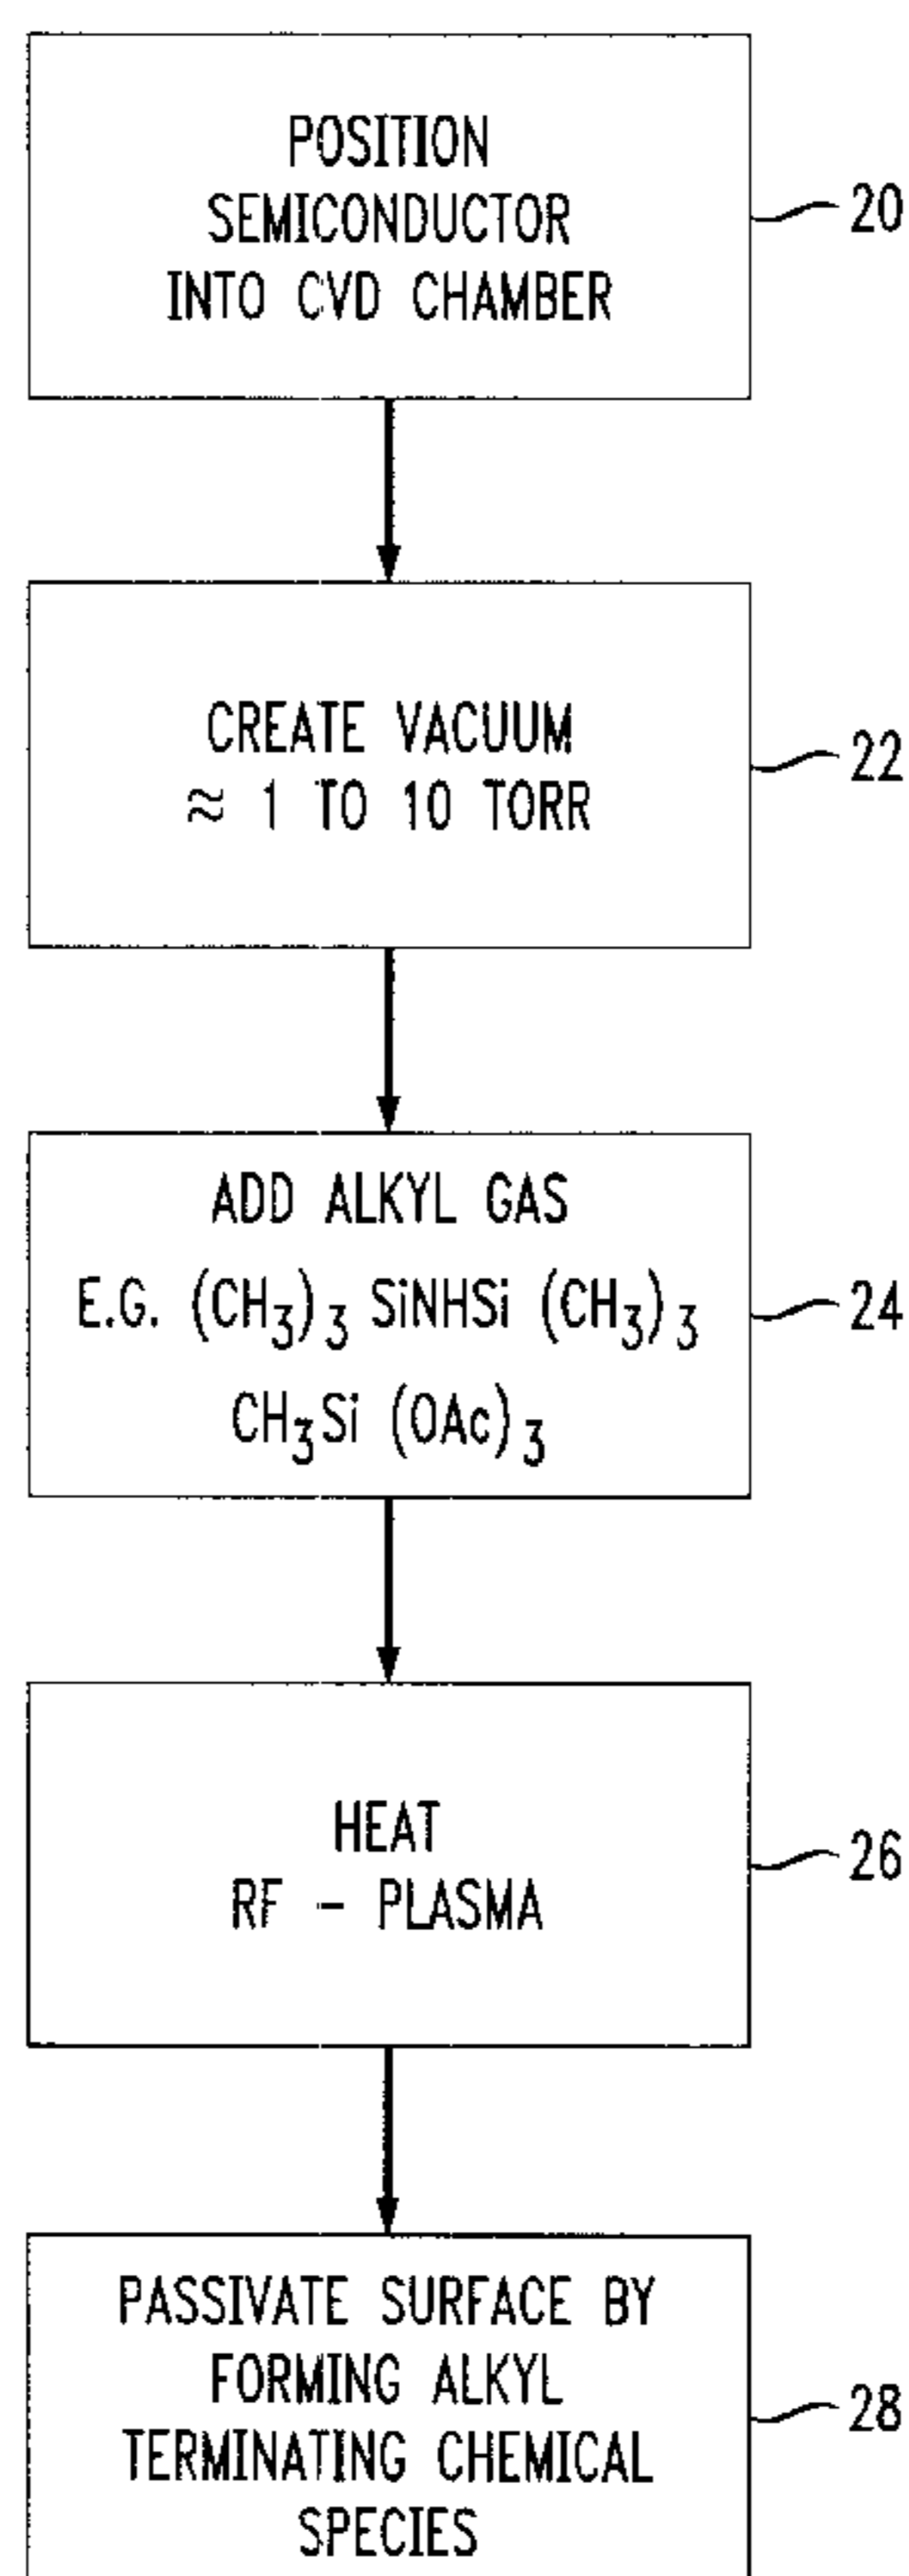 POSITION
SEMICONDUCTOR
INTO CVD CHAMBER
20
CREATE VACUUM
≈ 1 TO 10 TORR
22
ADD ALKYL GAS
E.G. (CH₃)₃ SiNHSi (CH₃)₃
CH₃Si (OAc)₃
24
HEAT
RF - PLASMA
26
PASSIVATE SURFACE BY
FORMING ALKYL
TERMINATING CHEMICAL
SPECIES
28